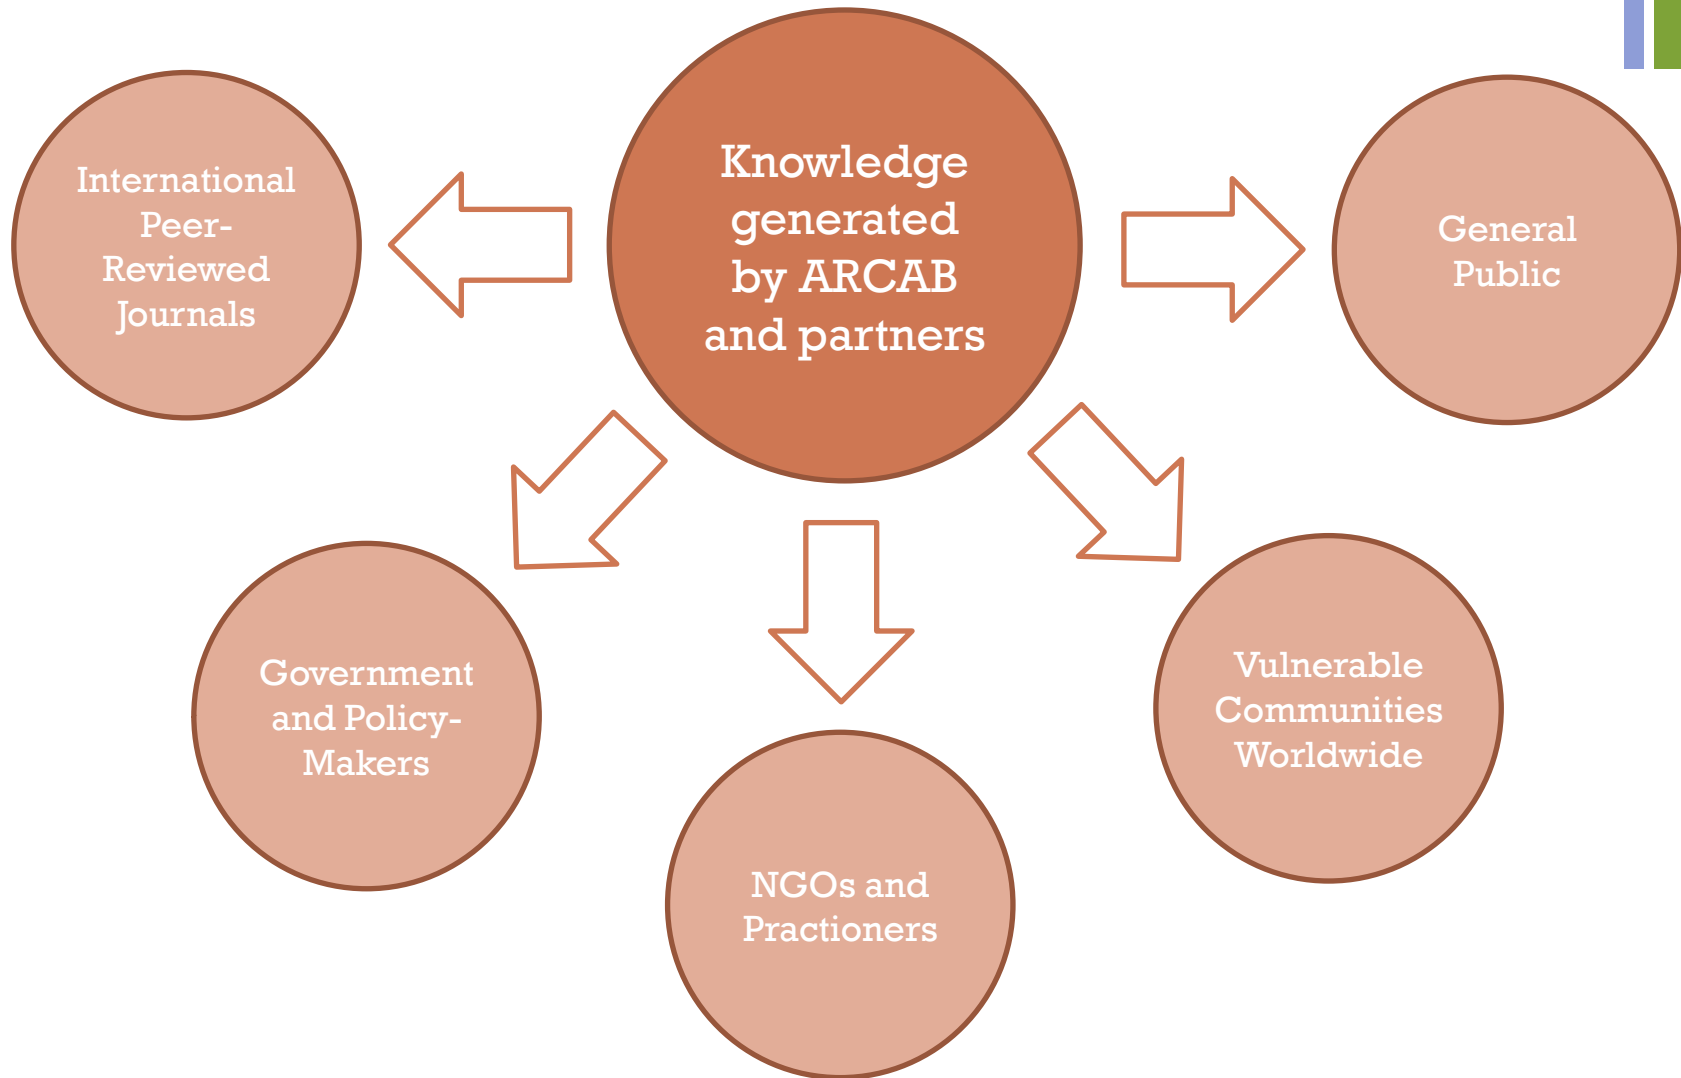 Knowledge
generated
by ARCAB
and partners
International
Peer-
Reviewed
Journals
General
Public
Government
and Policy-
Makers
NGOs and
Practioners
Vulnerable
Communities
Worldwide